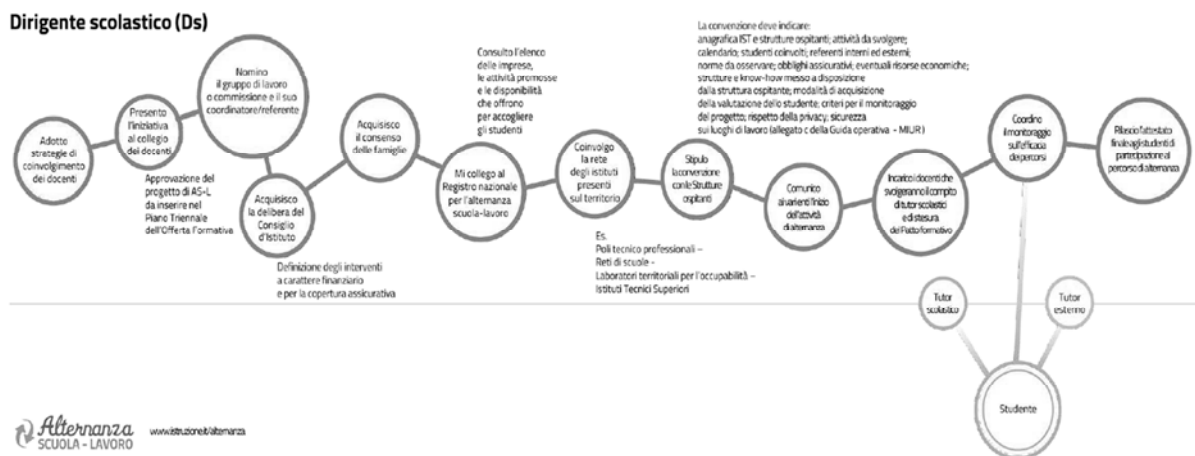 Dirigente scolastico (Ds)
Adotto
strategie di
coinvolgimento
dei docenti
Presento
l'iniziativa
al collegio
dei docenti
Approvazione del
progetto di AS-L
da inserire nel
Piano Triennale
dell'Offerta Formativa
Nomino
il gruppo di lavoro
o commissione e il suo
coordinatore/referente
Acquisisco
la delibera del
Consiglio
d'Istituto
Definizione degli interventi
a carattere finanziario
e per la copertura assicurativa
Acquisisco
il consenso
delle famiglie
Consulto l'elenco
delle imprese,
le attività promosse
e le disponibilità
che offrono
per accogliere
gli studenti
Mi collego al
Registro nazionale
per l'alternanza
scuola-lavoro
Coinvolgo
la rete
degli istituti
presenti
sul territorio
Es.
Poli tecnico professionali –
Reti di scuole -
Laboratori territoriali per l'occupabilità –
Istituti Tecnici Superiori
La convenzione deve indicare:
anagrafica IST e strutture ospitanti; attività da svolgere;
calendario; studenti coinvolti; referenti interni ed esterni;
norme da osservare; obblighi assicurativi; eventuali risorse economiche;
strutture e know-how messo a disposizione
dalla struttura ospitante; modalità di acquisizione
della valutazione dello studente; criteri per il monitoraggio
del progetto; rispetto della privacy; sicurezza
sui luoghi di lavoro (allegato c della Guida operativa - MIUR)
Stipulo
la convenzione
con le Strutture
ospitanti
Comunico
ai vari enti l'inizio
dell'attività
di alternanza
Incarico i docenti che
svolgeranno il compito
di tutor scolastici
e di stesura
del Patto formativo
Coordino
il monitoraggio
sull'efficacia
dei percorsi
Rilascio l'attestato
finale agli studenti di
partecipazione al
percorso di alternanza
Tutor
scolastico
Tutor
esterno
Studente
Alternanza
SCUOLA - LAVORO
www.istruzione.it/alternanza